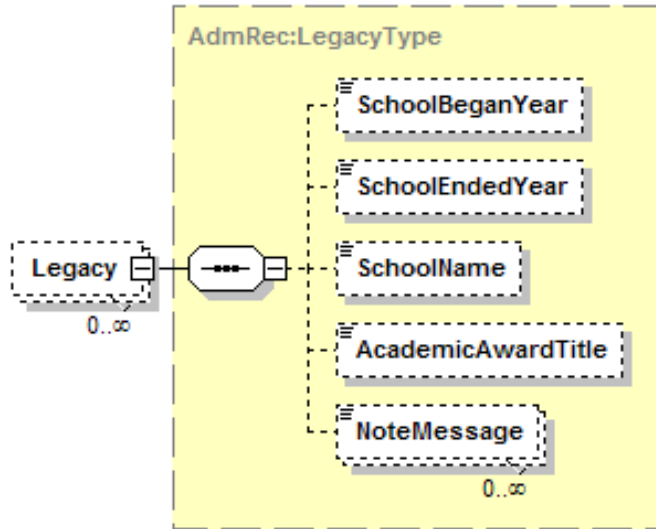 AdmRec:LegacyType
SchoolBeganYear
SchoolEndedYear
Legacy
0..∞
SchoolName
AcademicAwardTitle
NoteMessage
0..∞